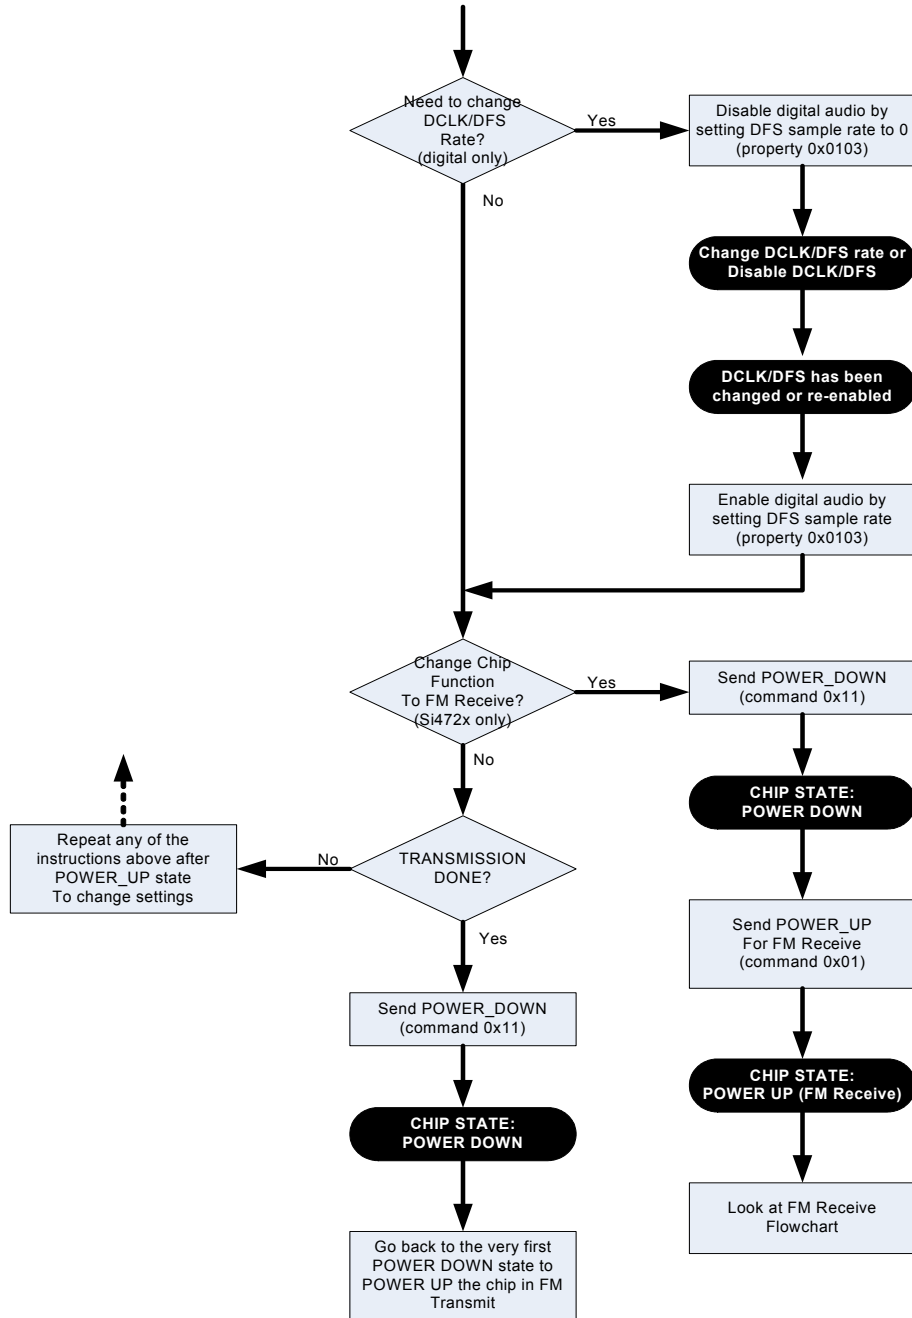 Need to change
DCLK/DFS
Rate?
(digital only)
Yes
Disable digital audio by
setting DFS sample rate to 0
(property 0x0103)
No
Change DCLK/DFS rate or
Disable DCLK/DFS
DCLK/DFS has been
changed or re-enabled
Enable digital audio by
setting DFS sample rate
(property 0x0103)
Change Chip
Function
To FM Receive?
(Si472x only)
Yes
Send POWER_DOWN
(command 0x11)
No
CHIP STATE:
POWER DOWN
Repeat any of the
instructions above after
POWER_UP state
To change settings
No
TRANSMISSION
DONE?
Yes
Send POWER_UP
For FM Receive
(command 0x01)
Send POWER_DOWN
(command 0x11)
CHIP STATE:
POWER UP (FM Receive)
CHIP STATE:
POWER DOWN
Look at FM Receive
Flowchart
Go back to the very first
POWER DOWN state to
POWER UP the chip in FM
Transmit